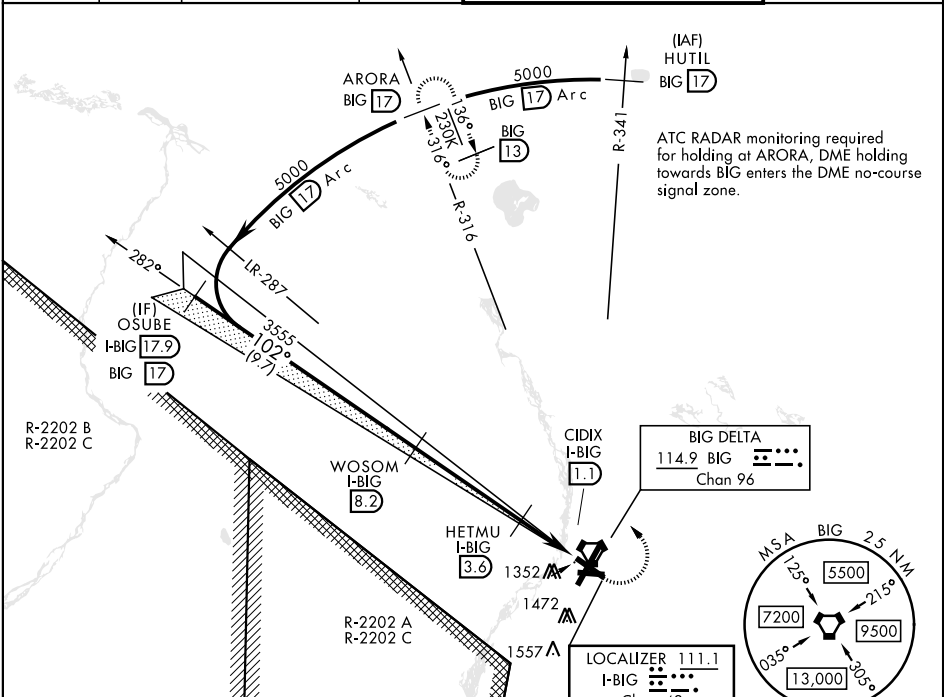 (IAF)
HUTIL
BIG 17
ARORA
BIG 17
5000
BIG 17 Arc
136°
230K
316°
BIG
13
R-341
ATC RADAR monitoring required
for holding at ARORA, DME holding
towards BIG enters the DME no-course
signal zone.
5000
BIG 17 Arc
R-316
LR-287
282°
(IF)
OSUBE
I-BIG 17.9
BIG 17
3555
102°
(9.7)
R-2202 B
R-2202 C
WOSOM
I-BIG
8.2
CIDIX
I-BIG
1.1
BIG DELTA
114.9 BIG
Chan 96
HETMU
I-BIG
3.6
1352
1472
1557
R-2202 A
R-2202 C
LOCALIZER 111.1
I-BIG
MSA BIG 25 NM
125°
5500
215°
7200
9500
035°
13,000
305°